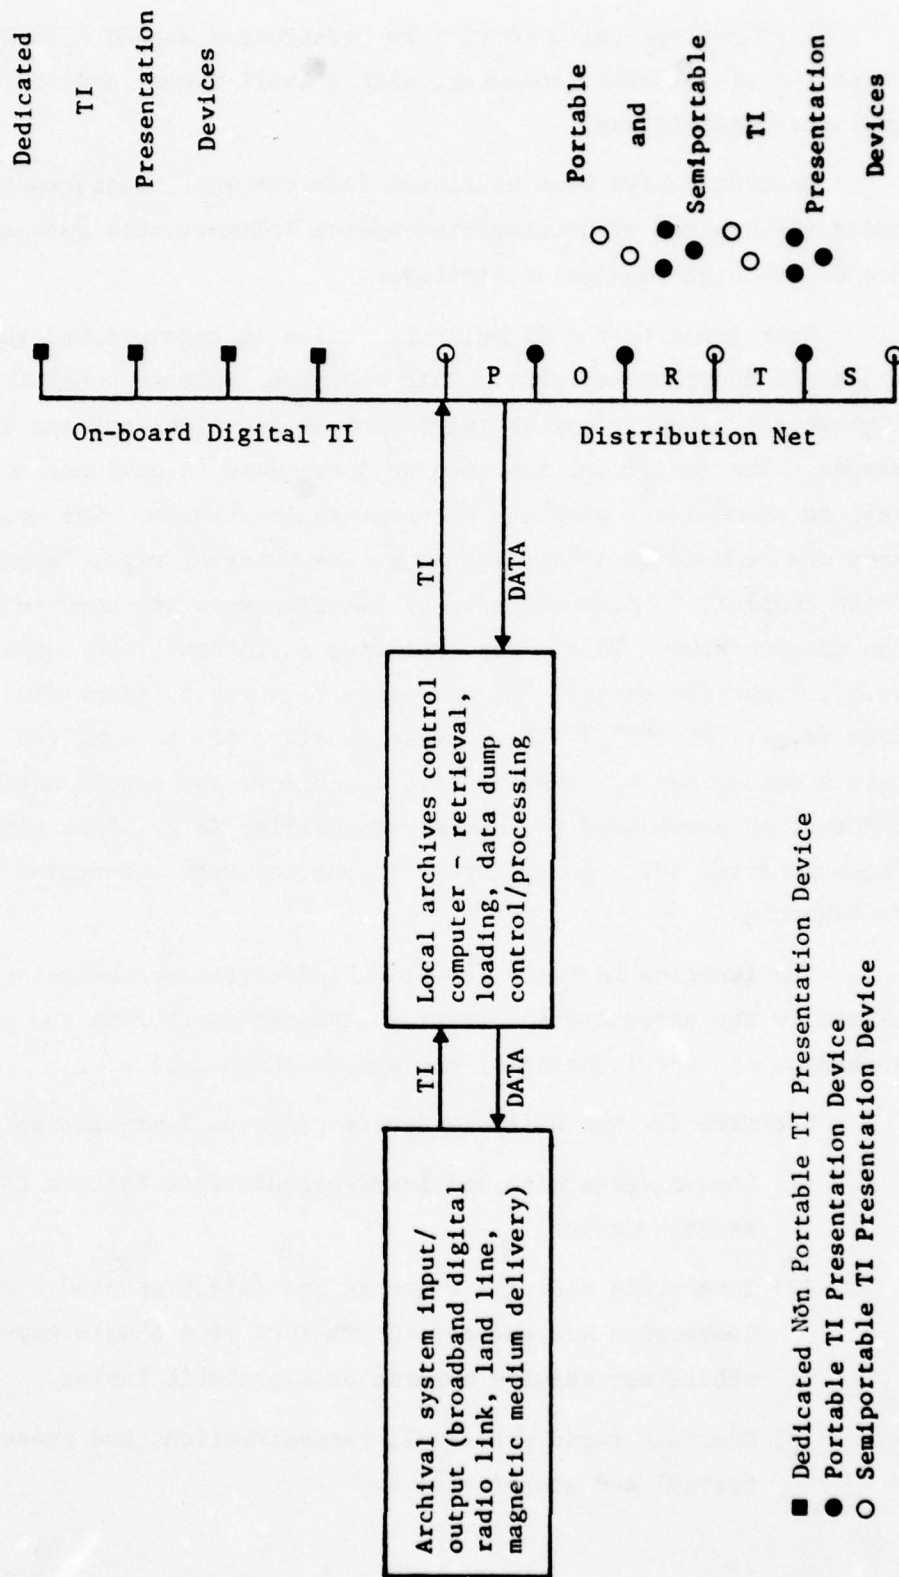 Dedicated
TI
Presentation
Devices
Portable
and
Semiportable
TI
Presentation
Devices
On-board Digital TI
Distribution Net
P O R T S
TI
DATA
TI
DATA
Local archives control
computer - retrieval,
loading, data dump
control/processing
Archival system input/
output (broadband digital
radio link, land line,
magnetic medium delivery)
Dedicated Non Portable TI Presentation Device
Portable TI Presentation Device
Semiportable TI Presentation Device